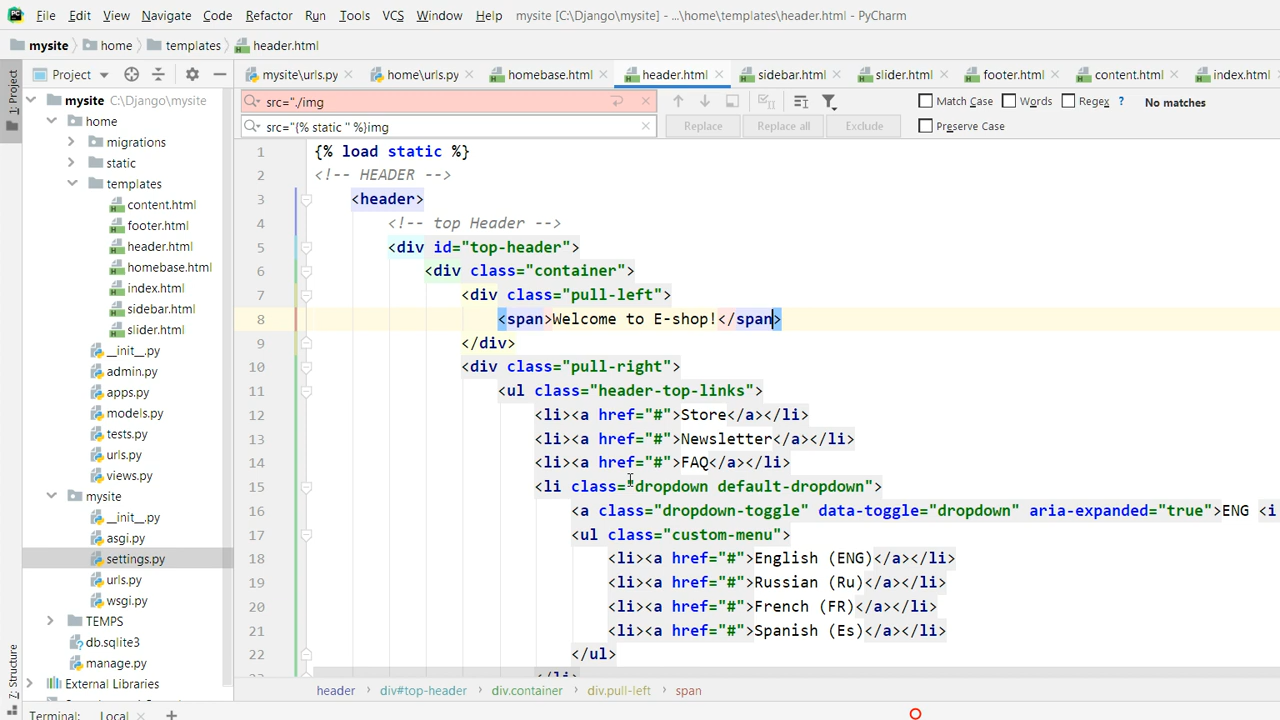 File Edit View Navigate Code Refactor Run Tools VCS Window Help mysite [C:\Django\mysite] - ...\home\templates\header.html - PyCharm
mysite home templates header.html
1: Project
Z: Structure
Project
mysite\urls.py home\urls.py homebase.html header.html sidebar.html slider.html footer.html content.html index.html
src="./img
Match Case Words Regex ? No matches
src="{% static '' %}img
Replace Replace all Exclude Preserve Case
mysite C:\Django\mysite
home
migrations
static
templates
content.html
footer.html
header.html
homebase.html
index.html
sidebar.html
slider.html
__init__.py
admin.py
apps.py
models.py
tests.py
urls.py
views.py
mysite
__init__.py
asgi.py
settings.py
urls.py
wsgi.py
TEMPS
db.sqlite3
manage.py
External Libraries
1 {% load static %}
2 <!-- HEADER -->
3 <header>
4 <!-- top Header -->
5 <div id="top-header">
6 <div class="container">
7 <div class="pull-left">
8 <span>Welcome to E-shop!</span>
9 </div>
10 <div class="pull-right">
11 <ul class="header-top-links">
12 <li><a href="#">Store</a></li>
13 <li><a href="#">Newsletter</a></li>
14 <li><a href="#">FAQ</a></li>
15 <li class="dropdown default-dropdown">
16 <a class="dropdown-toggle" data-toggle="dropdown" aria-expanded="true">ENG <i
17 <ul class="custom-menu">
18 <li><a href="#">English (ENG)</a></li>
19 <li><a href="#">Russian (Ru)</a></li>
20 <li><a href="#">French (FR)</a></li>
21 <li><a href="#">Spanish (Es)</a></li>
22 </ul>
header div#top-header div.container div.pull-left span
Terminal: Local +